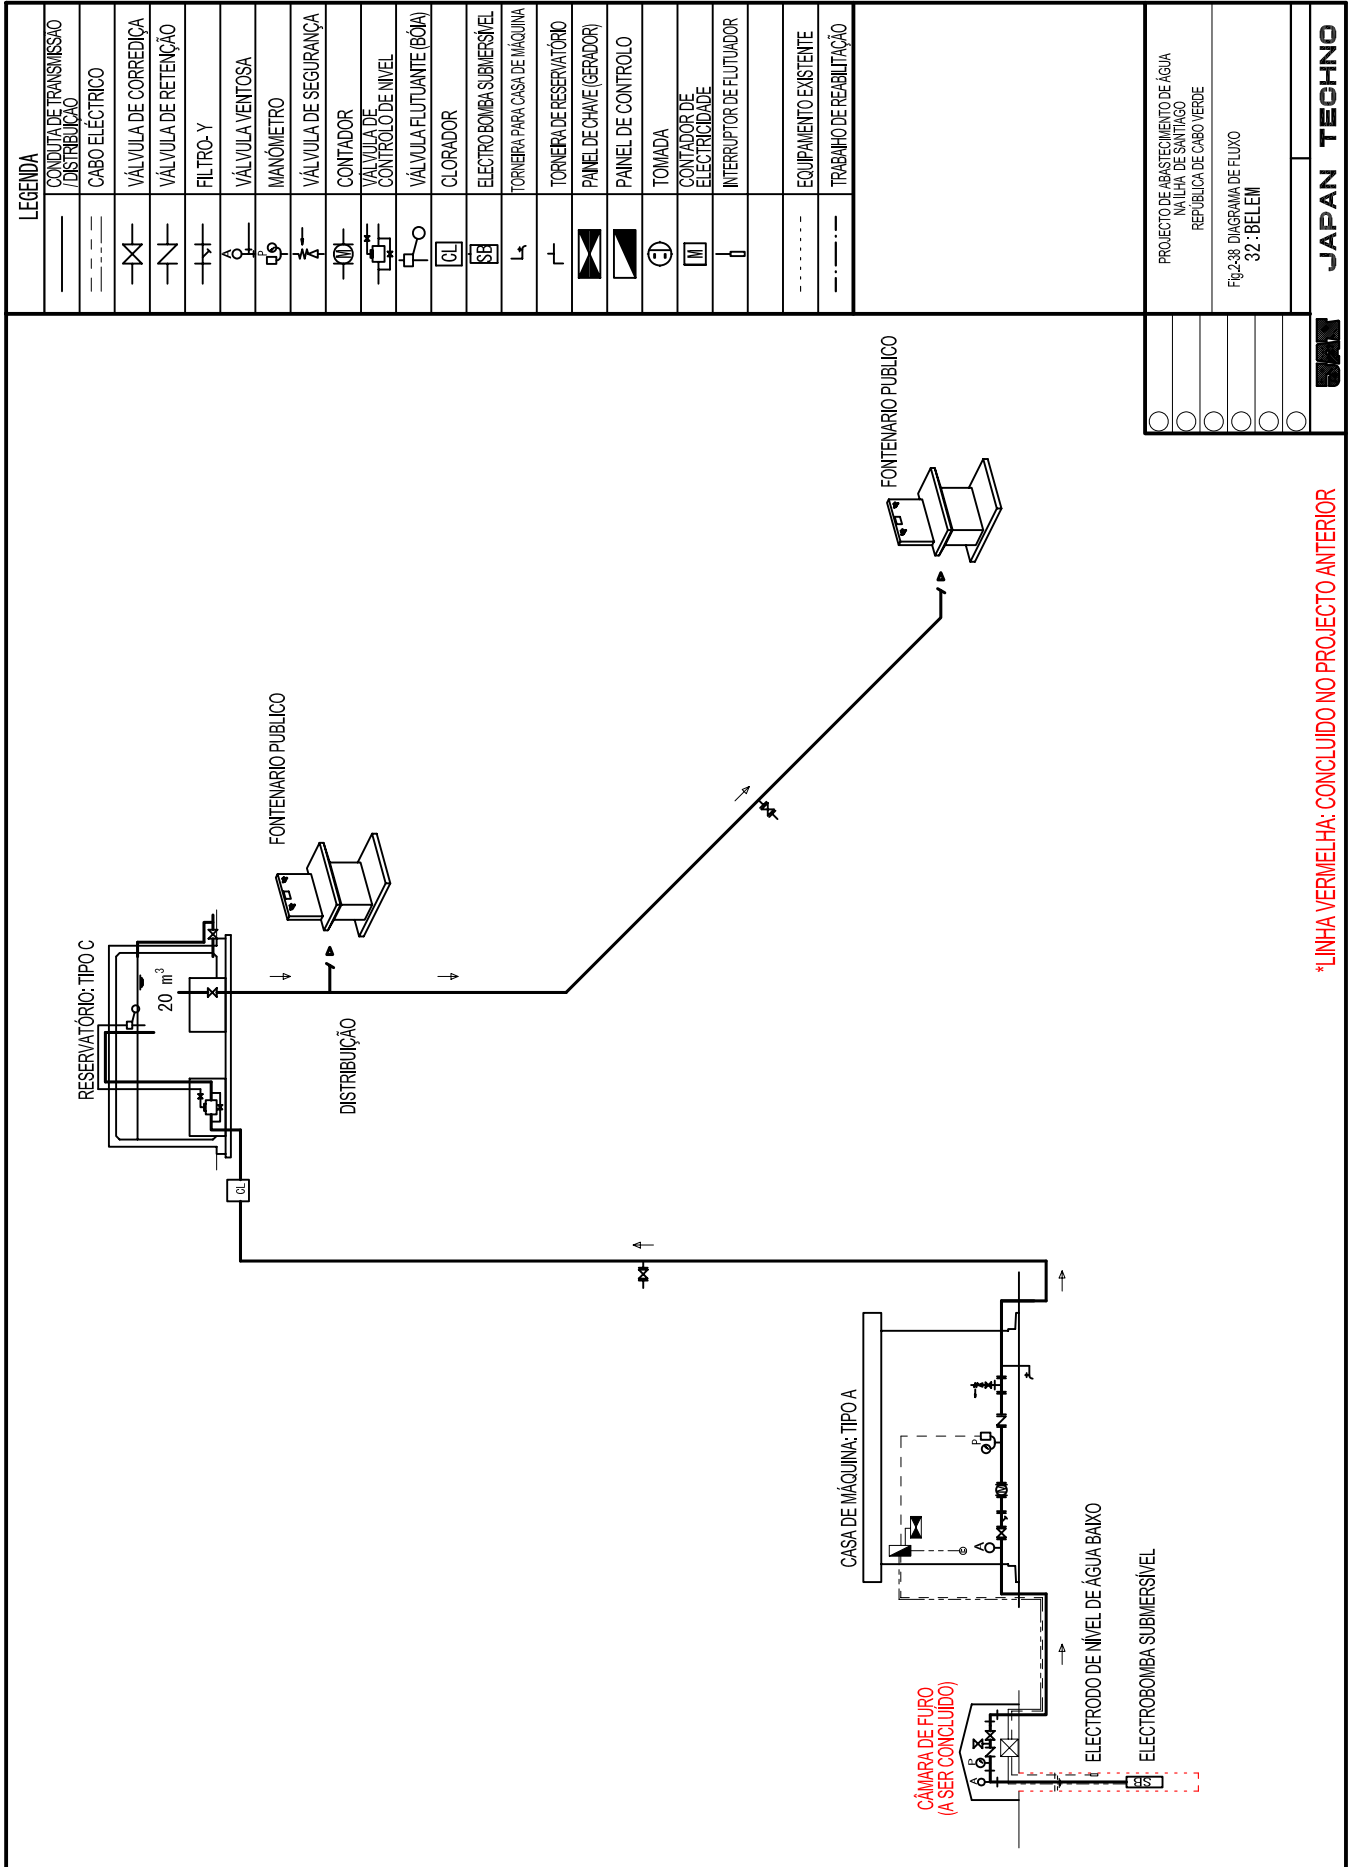 LEGENDA
CONDUTA DE TRANSMISSAO
/DISTRIBUIÇÃO
CABO ELÉCTRICO
VÁLVULA DE CORREDIÇA
VÁLVULA DE RETENÇÃO
FILTRO-Y
A
VÁLVULA VENTOSA
P
MANÓMETRO
VÁLVULA DE SEGURANÇA
M
CONTADOR
VÁLVULA DE
CONTROLO DE NIVEL
VÁLVULA FLUTUANTE (BÓIA)
CL
CLORADOR
SB
ELECTRO BOMBA SUBMERSÍVEL
TORNEIRA PARA CASA DE MÁQUINA
TORNEIRA DE RESERVATÓRIO
PAINEL DE CHAVE (GERADOR)
PAINEL DE CONTROLO
TOMADA
M
CONTADOR DE
ELECTRICIDADE
INTERRUPTOR DE FLUTUADOR
EQUIPAMENTO EXISTENTE
TRABAlHO DE REABILITAÇÃO
RESERVATÓRIO: TIPO C
20 m³
CL
DISTRIBUIÇÃO
FONTENARIO PUBLICO
FONTENARIO PUBLICO
CASA DE MÁQUINA: TIPO A
A
P
CÂMARA DE FURO
(A SER CONCLUÍDO)
A
P
SB
ELECTRODO DE NÍVEL DE ÁGUA BAIXO
ELECTROBOMBA SUBMERSÍVEL
*LINHA VERMELHA: CONCLUIDO NO PROJECTO ANTERIOR
PROJECTO DE ABASTECIMENTO DE ÁGUA
NA ILHA DE SANTIAGO
REPÚBLICA DE CABO VERDE
Fig.2-38 DIAGRAMA DE FLUXO
32 : BELEM
JAPAN TECHNO